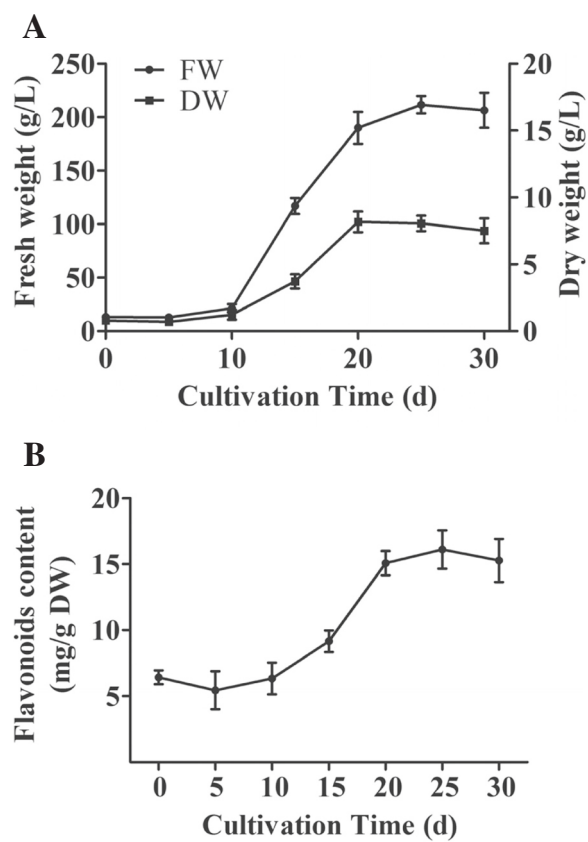 A
Fresh weight (g/L)
250
200
150
100
50
0
FW
DW
20
15
10
5
0
Dry weight (g/L)
0
10
20
30
Cultivation Time (d)
B
Flavonoids content
(mg/g DW)
20
15
10
5
0
5
10
15
20
25
30
Cultivation Time (d)